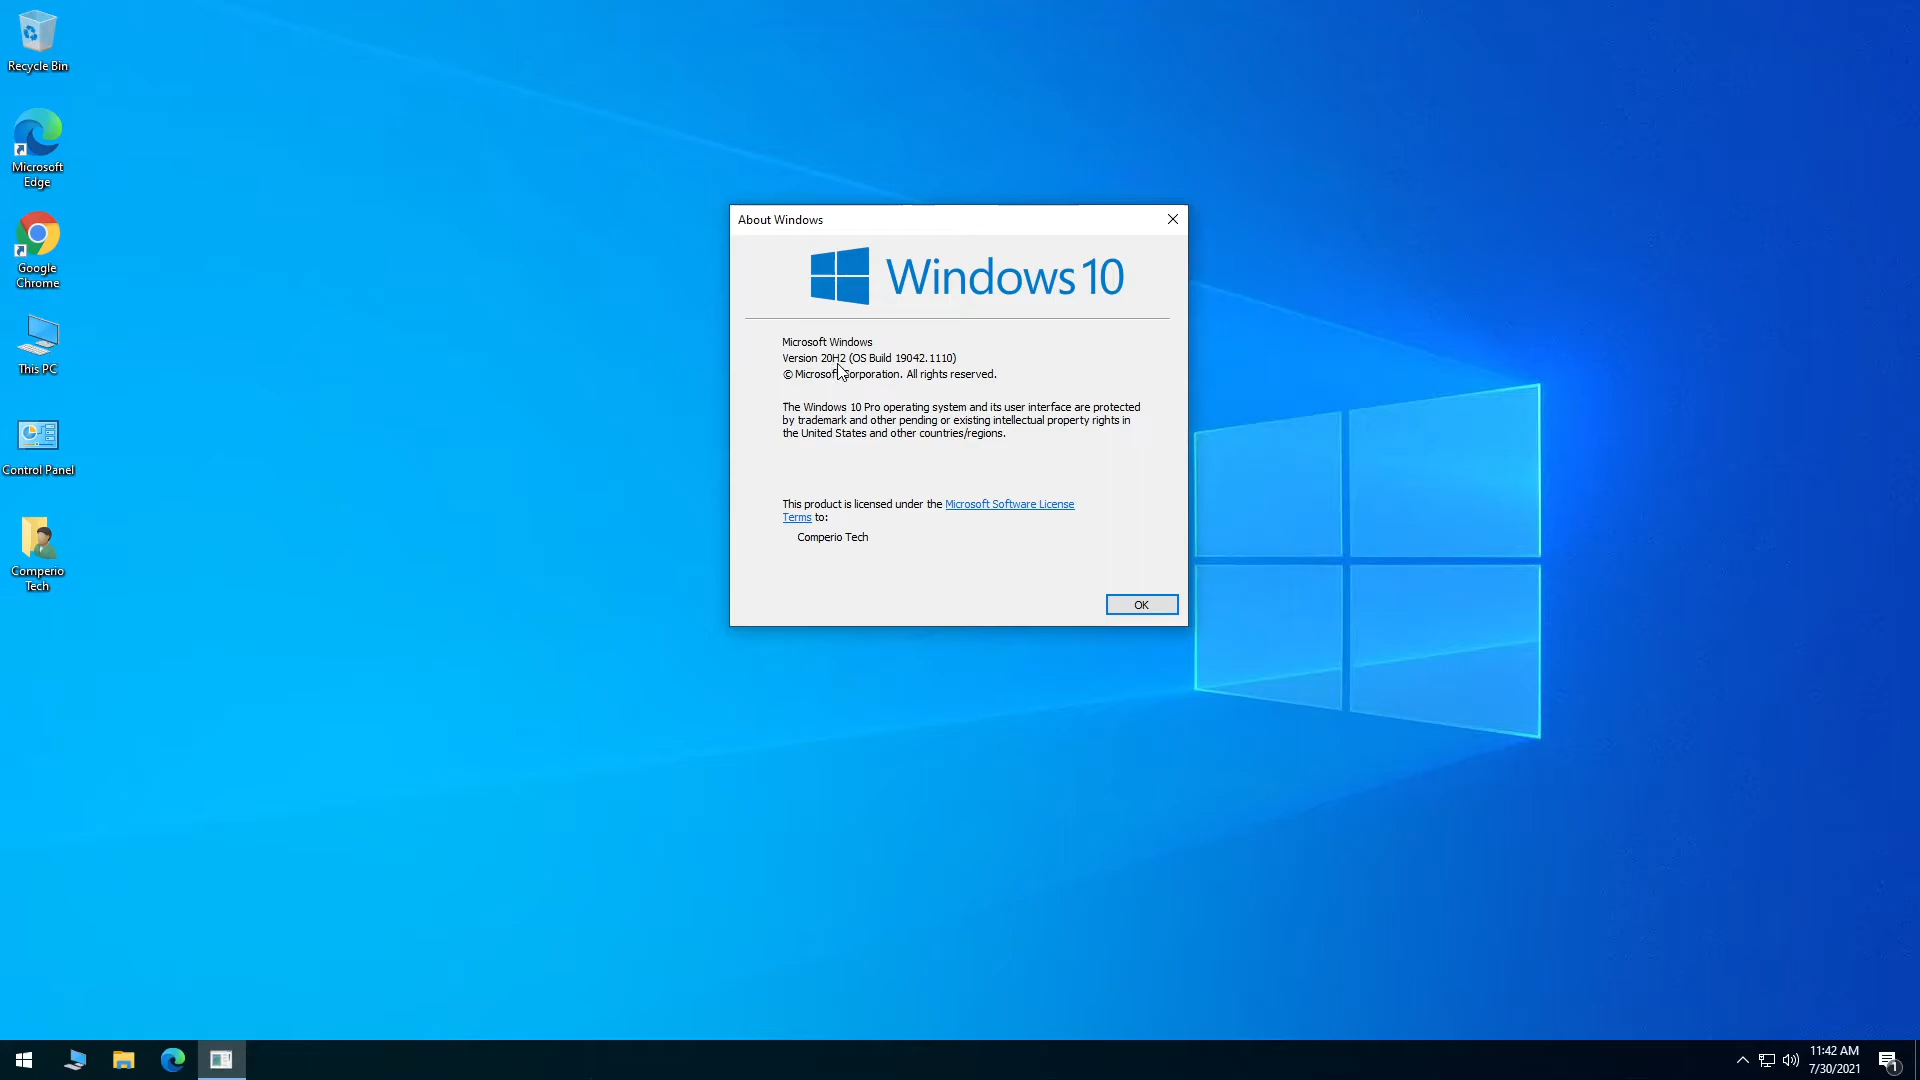 Recycle Bin
Microsoft
Edge
Google
Chrome
This PC
Control Panel
Comperio
Tech
About Windows
Windows 10
Microsoft Windows
Version 20H2 (OS Build 19042.1110)
© Microsoft Corporation. All rights reserved.
The Windows 10 Pro operating system and its user interface are protected
by trademark and other pending or existing intellectual property rights in
the United States and other countries/regions.
This product is licensed under the Microsoft Software License
Terms to:
Comperio Tech
OK
11:42 AM
7/30/2021
1